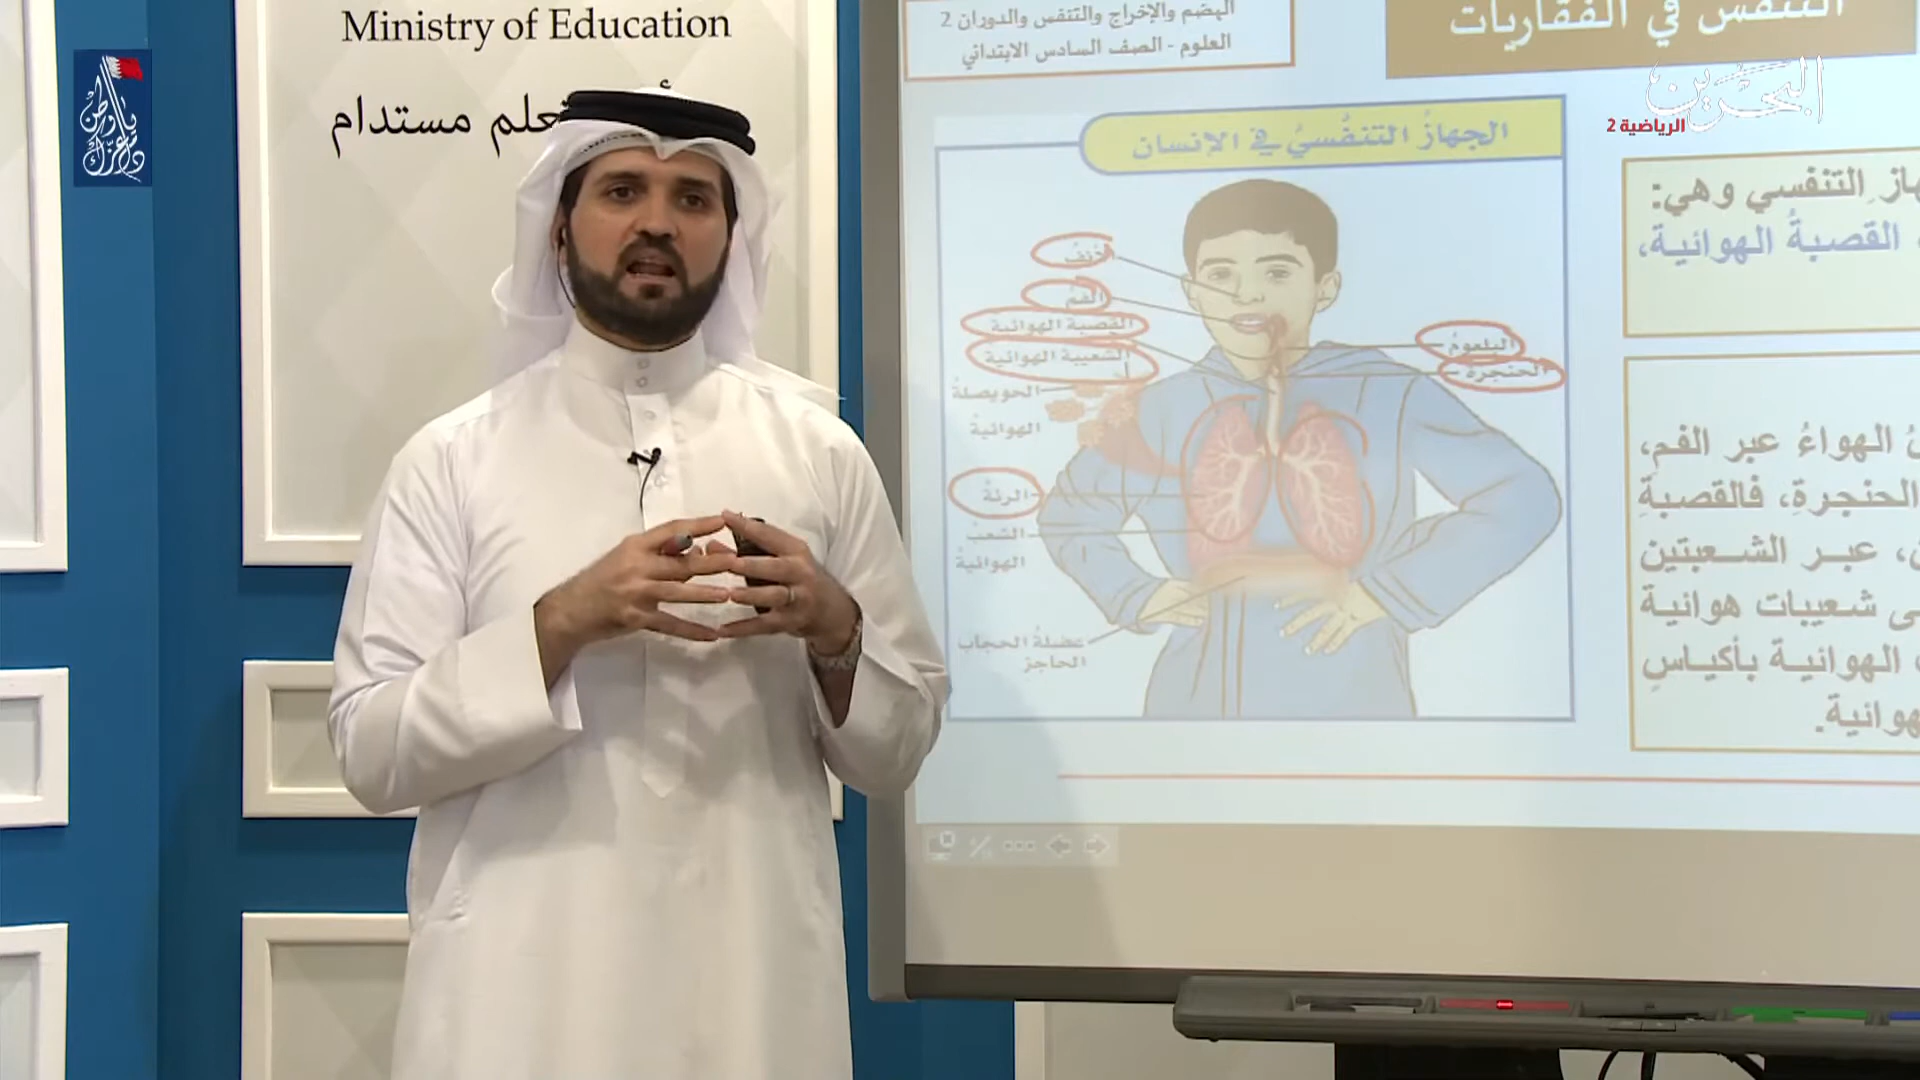 Ministry of Education
تعلم مستدام
الهضم والإخراج والتنفس والدوران 2
العلوم - الصف السادس الابتدائي
التنفس في الفقاريات
البحرين
الرياضية 2
الجهازُ التنفُسيُ في الإنسان
الأنفُ
الفمُ
القصبة الهوائية
الشعيبة الهوائية
الحويصلةُ
الهوائيةُ
الرئةُ
الشعبُ
الهوائيةُ
عضلةُ الحجاب
الحاجز
البلعومُ
الحنجرةُ
التنفسي وهي:
القصبةُ الهوائية،
الهواءُ عبر الفمِ،
الحنجرةِ، فالقصبةِ
عبر الشعبتين
شعيبات هوائية
الهوائية بأكياسٍ